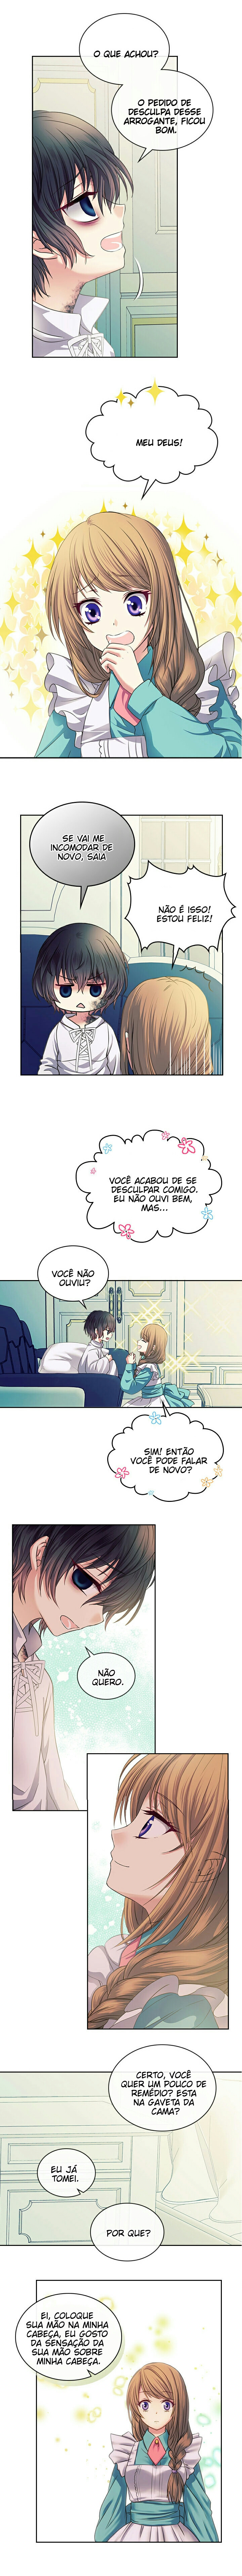 O QUE ACHOU?
O PEDIDO DE
DESCULPA DESSE
ARROGANTE, FICOU
BOM.
MEU DEUS!
SE VAI ME
INCOMODAR DE
NOVO, SAIA
NÃO É ISSO!
ESTOU FELIZ!
VOCÊ ACABOU DE SE
DESCULPAR COMIGO.
EU NÃO OUVI BEM,
MAS...
VOCÊ NÃO
OUVIU?
SIM! ENTÃO
VOCÊ PODE FALAR
DE NOVO?
NÃO
QUERO.
CERTO, VOCÊ
QUER UM POUCO DE
REMÉDIO? ESTA
NA GAVETA DA
CAMA?
EU JÁ
TOMEI.
POR QUE?
EI, COLOQUE
SUA MÃO NA MINHA
CABEÇA, EU GOSTO
DA SENSAÇÃO DA
SUA MÃO SOBRE
MINHA CABEÇA.